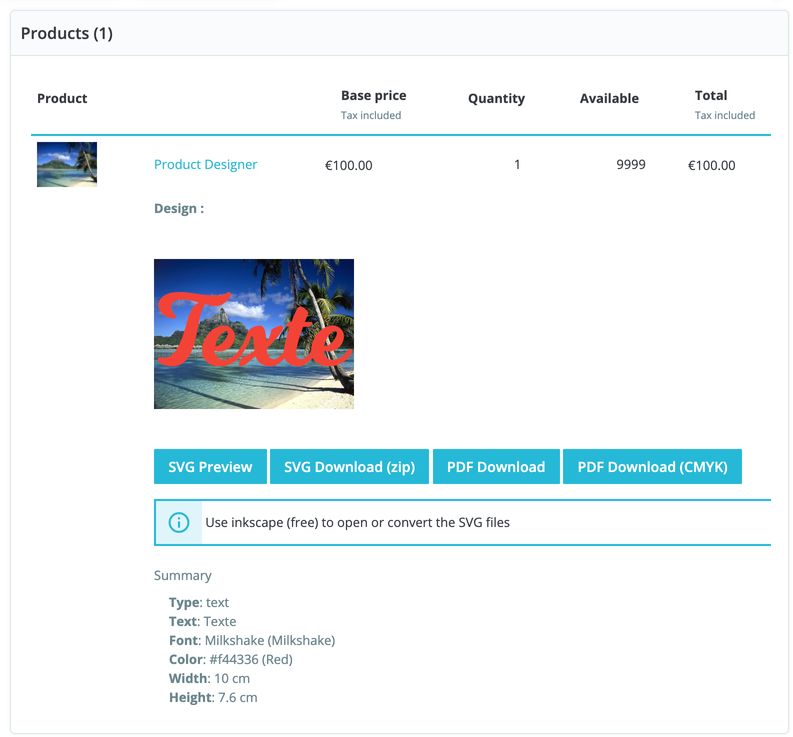 Products (1)
Product Base price Quantity Available Total
Tax included Tax included
Product Designer €100.00 1 9999 €100.00
Design :
Texte
SVG Preview SVG Download (zip) PDF Download PDF Download (CMYK)
Use inkscape (free) to open or convert the SVG files
Summary
Type: text
Text: Texte
Font: Milkshake (Milkshake)
Color: #f44336 (Red)
Width: 10 cm
Height: 7.6 cm